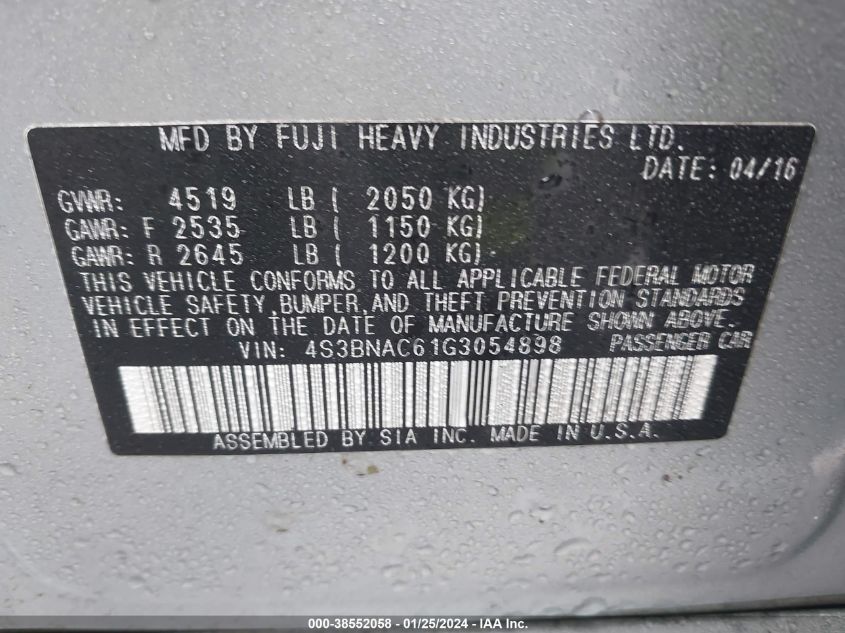 MFD BY FUJI HEAVY INDUSTRIES LTD.
DATE: 04/16
GVWR: 4519 LB ( 2050 KG)
GAWR: F 2535 LB ( 1150 KG)
GAWR: R 2645 LB ( 1200 KG)
THIS VEHICLE CONFORMS TO ALL APPLICABLE FEDERAL MOTOR
VEHICLE SAFETY,BUMPER,AND THEFT PREVENTION STANDARDS
IN EFFECT ON THE DATE OF MANUFACTURE SHOWN ABOVE.
VIN: 4S3BNAC61G3054898 PASSENGER CAR
ASSEMBLED BY SIA INC. MADE IN U.S.A.
000-38552058 - 01/25/2024 - IAAI, Inc.